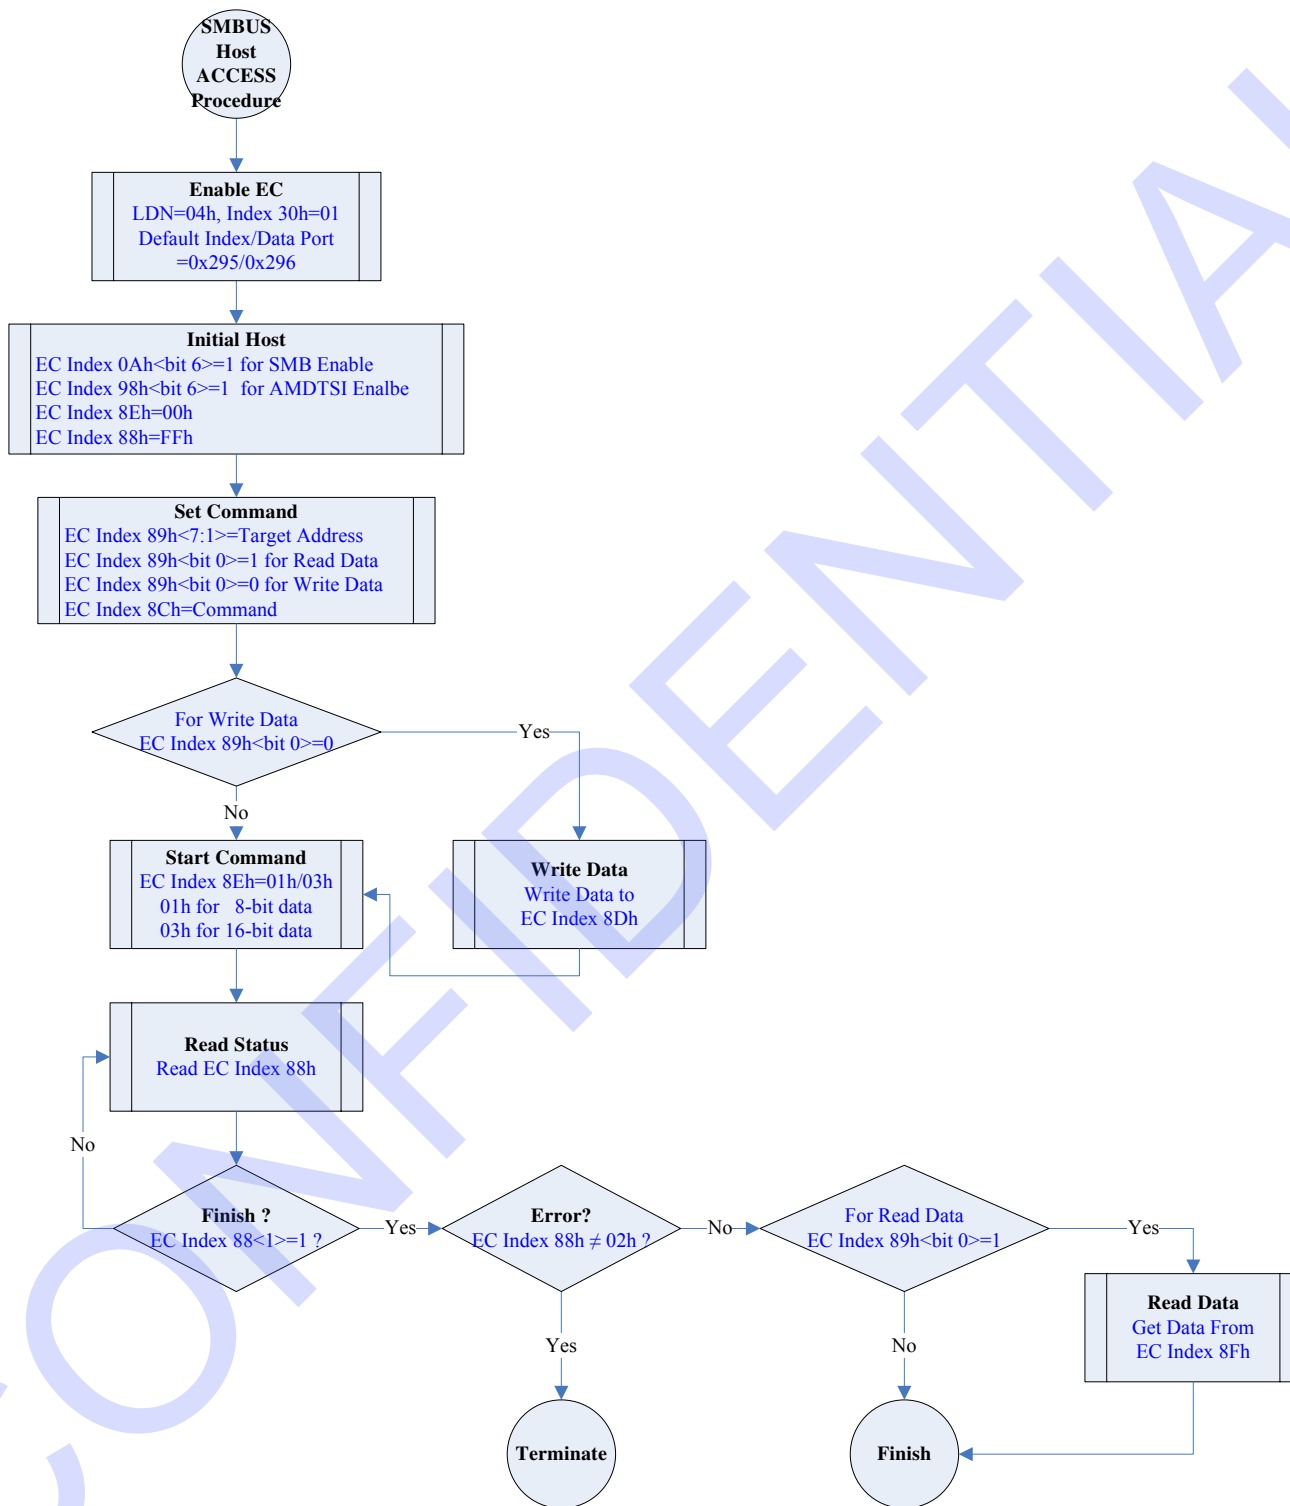 SMBUS
Host
ACCESS
Procedure
Enable EC
LDN=04h, Index 30h=01
Default Index/Data Port
=0x295/0x296
Initial Host
EC Index 0Ah<bit 6>=1 for SMB Enable
EC Index 98h<bit 6>=1 for AMDTSI Enalbe
EC Index 8Eh=00h
EC Index 88h=FFh
Set Command
EC Index 89h<7:1>=Target Address
EC Index 89h<bit 0>=1 for Read Data
EC Index 89h<bit 0>=0 for Write Data
EC Index 8Ch=Command
For Write Data
EC Index 89h<bit 0>=0
Yes
No
Start Command
EC Index 8Eh=01h/03h
01h for 8-bit data
03h for 16-bit data
Write Data
Write Data to
EC Index 8Dh
Read Status
Read EC Index 88h
No
Finish ?
EC Index 88<1>=1 ?
Yes
Error?
EC Index 88h ≠ 02h ?
No
For Read Data
EC Index 89h<bit 0>=1
Yes
Read Data
Get Data From
EC Index 8Fh
Yes
No
Terminate
Finish
CONFIDENTIAL